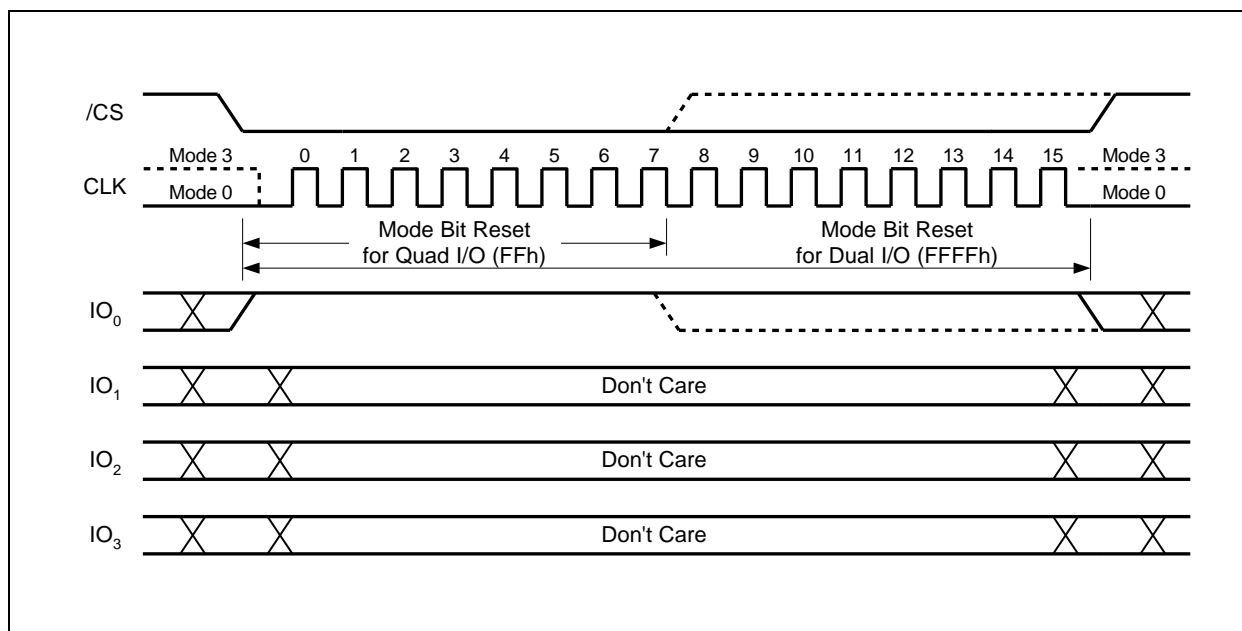 /CS
Mode 3 0 1 2 3 4 5 6 7 8 9 10 11 12 13 14 15 Mode 3
CLK
Mode 0 Mode 0
Mode Bit Reset
for Quad I/O (FFh)
Mode Bit Reset
for Dual I/O (FFFFh)
IO0
IO1 Don't Care
IO2 Don't Care
IO3 Don't Care